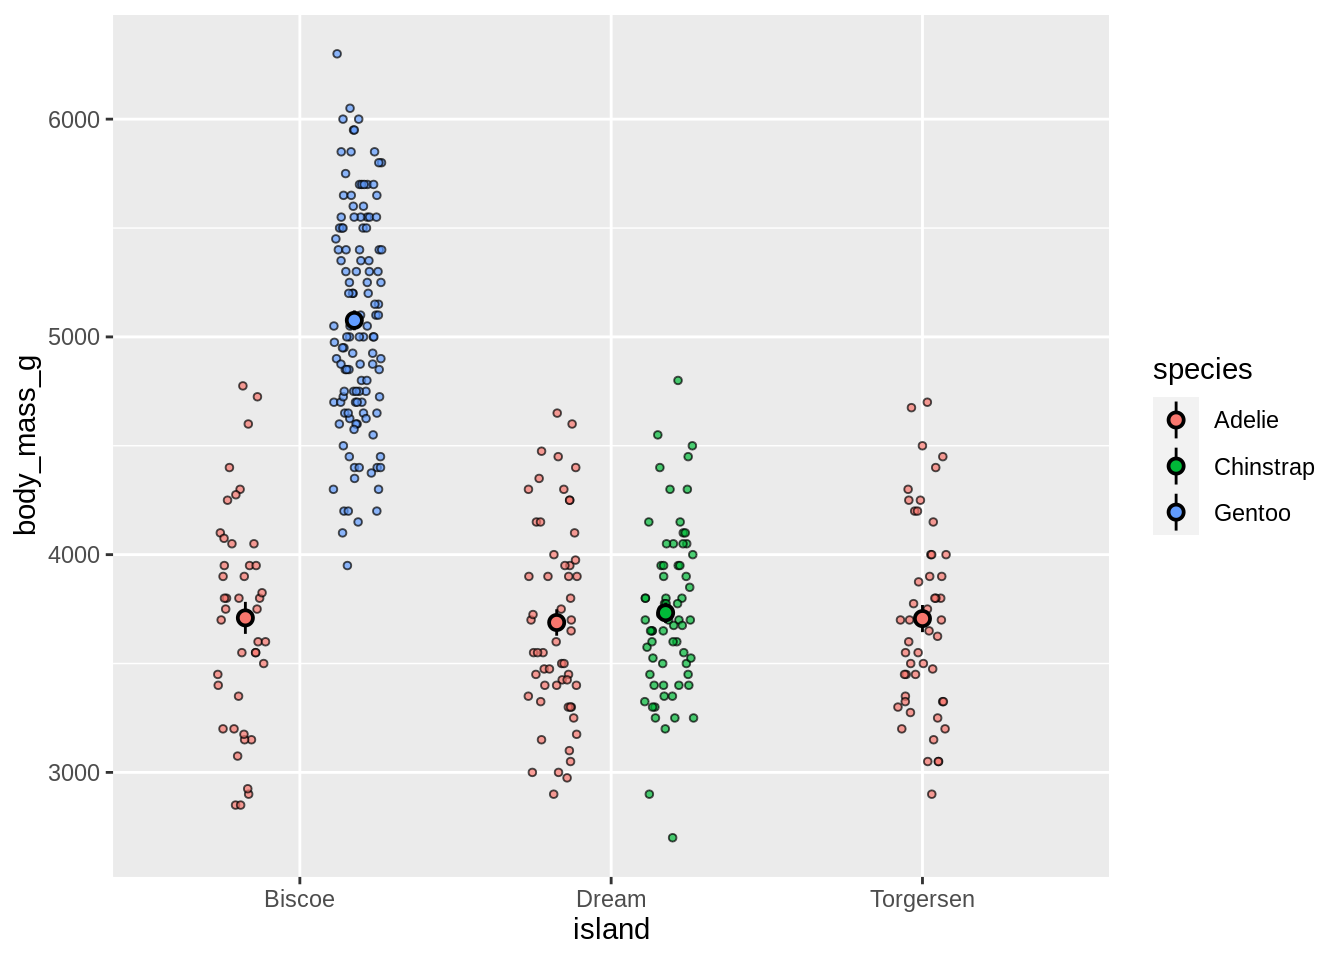 body_mass_g
6000
5000
4000
3000
Biscoe
Dream
Torgersen
island
species
Adelie
Chinstrap
Gentoo